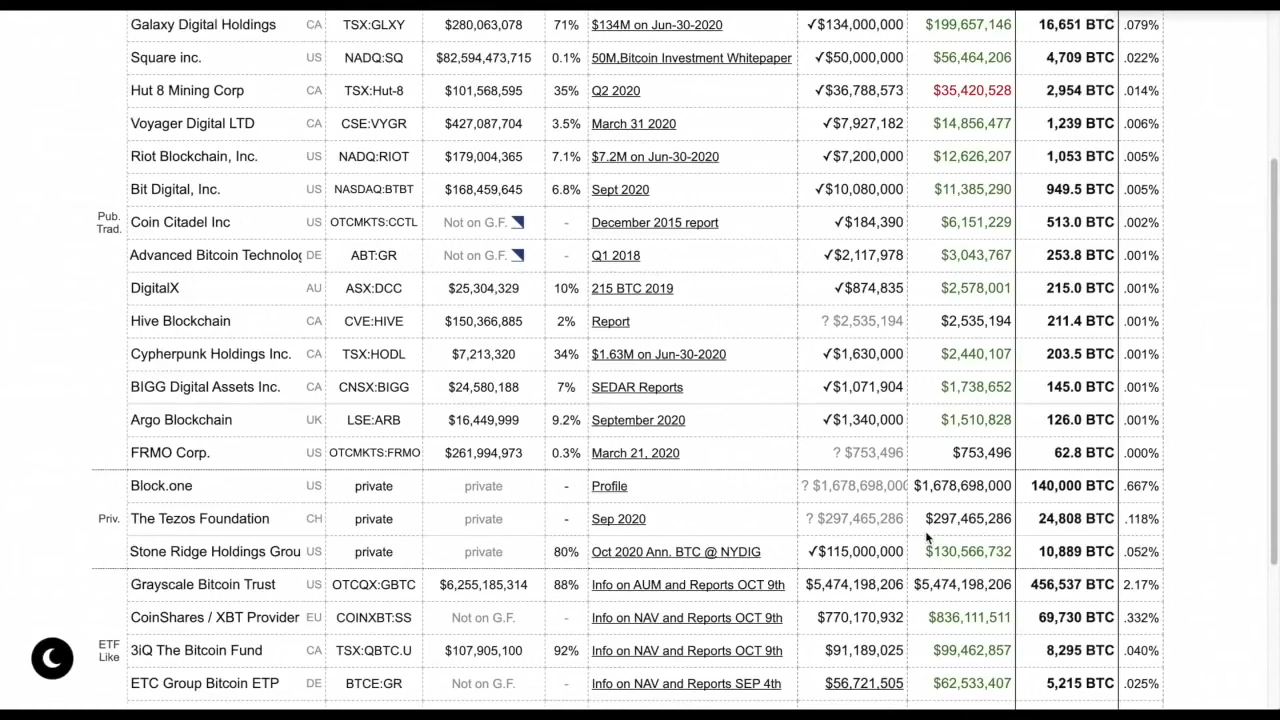 Galaxy Digital Holdings CA TSX:GLXY $280,063,078 71% $134M on Jun-30-2020 ✓$134,000,000 $199,657,146 16,651 BTC .079%
Square inc. US NADQ:SQ $82,594,473,715 0.1% 50M,Bitcoin Investment Whitepaper ✓$50,000,000 $56,464,206 4,709 BTC .022%
Hut 8 Mining Corp CA TSX:Hut-8 $101,568,595 35% Q2 2020 ✓$36,788,573 $35,420,528 2,954 BTC .014%
Voyager Digital LTD CA CSE:VYGR $427,087,704 3.5% March 31 2020 ✓$7,927,182 $14,856,477 1,239 BTC .006%
Riot Blockchain, Inc. US NADQ:RIOT $179,004,365 7.1% $7.2M on Jun-30-2020 ✓$7,200,000 $12,626,207 1,053 BTC .005%
Bit Digital, Inc. US NASDAQ:BTBT $168,459,645 6.8% Sept 2020 ✓$10,080,000 $11,385,290 949.5 BTC .005%
Pub. Trad.
Coin Citadel Inc US OTCMKTS:CCTL Not on G.F. - December 2015 report ✓$184,390 $6,151,229 513.0 BTC .002%
Advanced Bitcoin Technolog DE ABT:GR Not on G.F. - Q1 2018 ✓$2,117,978 $3,043,767 253.8 BTC .001%
DigitalX AU ASX:DCC $25,304,329 10% 215 BTC 2019 ✓$874,835 $2,578,001 215.0 BTC .001%
Hive Blockchain CA CVE:HIVE $150,366,885 2% Report ? $2,535,194 $2,535,194 211.4 BTC .001%
Cypherpunk Holdings Inc. CA TSX:HODL $7,213,320 34% $1.63M on Jun-30-2020 ✓$1,630,000 $2,440,107 203.5 BTC .001%
BIGG Digital Assets Inc. CA CNSX:BIGG $24,580,188 7% SEDAR Reports ✓$1,071,904 $1,738,652 145.0 BTC .001%
Argo Blockchain UK LSE:ARB $16,449,999 9.2% September 2020 ✓$1,340,000 $1,510,828 126.0 BTC .001%
FRMO Corp. US OTCMKTS:FRMO $261,994,973 0.3% March 21, 2020 ? $753,496 $753,496 62.8 BTC .000%
Block.one US private private - Profile ? $1,678,698,000 $1,678,698,000 140,000 BTC .667%
Priv. The Tezos Foundation CH private private - Sep 2020 ? $297,465,286 $297,465,286 24,808 BTC .118%
Stone Ridge Holdings Grou US private private 80% Oct 2020 Ann. BTC @ NYDIG ✓$115,000,000 $130,566,732 10,889 BTC .052%
Grayscale Bitcoin Trust US OTCQX:GBTC $6,255,185,314 88% Info on AUM and Reports OCT 9th $5,474,198,206 $5,474,198,206 456,537 BTC 2.17%
CoinShares / XBT Provider EU COINXBT:SS Not on G.F. - Info on NAV and Reports OCT 9th $770,170,932 $836,111,511 69,730 BTC .332%
ETF Like
3iQ The Bitcoin Fund CA TSX:QBTC.U $107,905,100 92% Info on NAV and Reports OCT 9th $91,189,025 $99,462,857 8,295 BTC .040%
ETC Group Bitcoin ETP DE BTCE:GR Not on G.F. - Info on NAV and Reports SEP 4th $56,721,505 $62,533,407 5,215 BTC .025%